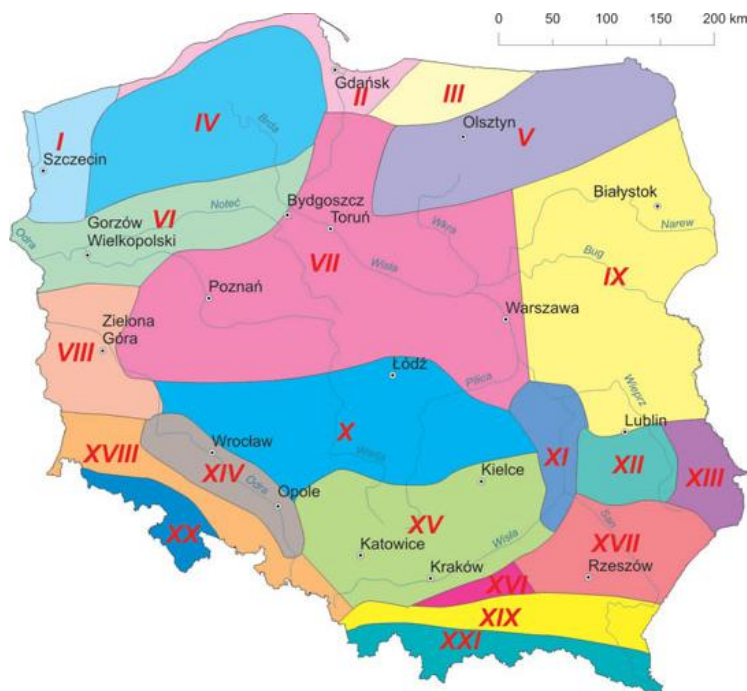 0 50 100 150 200 km
Gdańsk
II
III
I
IV
Brda
Olsztyn
V
Szczecin
Białystok
Bydgoszcz
Toruń
Noteć
VI
Gorzów
Wielkopolski
Odra
Wkra
Narew
VII
Wisła
Bug
IX
Poznań
Warszawa
Zielona
Góra
VIII
Łódź
Pilica
Wieprz
Lublin
X
XVIII
Wrocław
Warta
XI
XII
XIII
XIV
Odra
Opole
Kielce
XV
San
XX
Wisła
XVII
Katowice
Kraków
Rzeszów
XVI
XIX
XXI